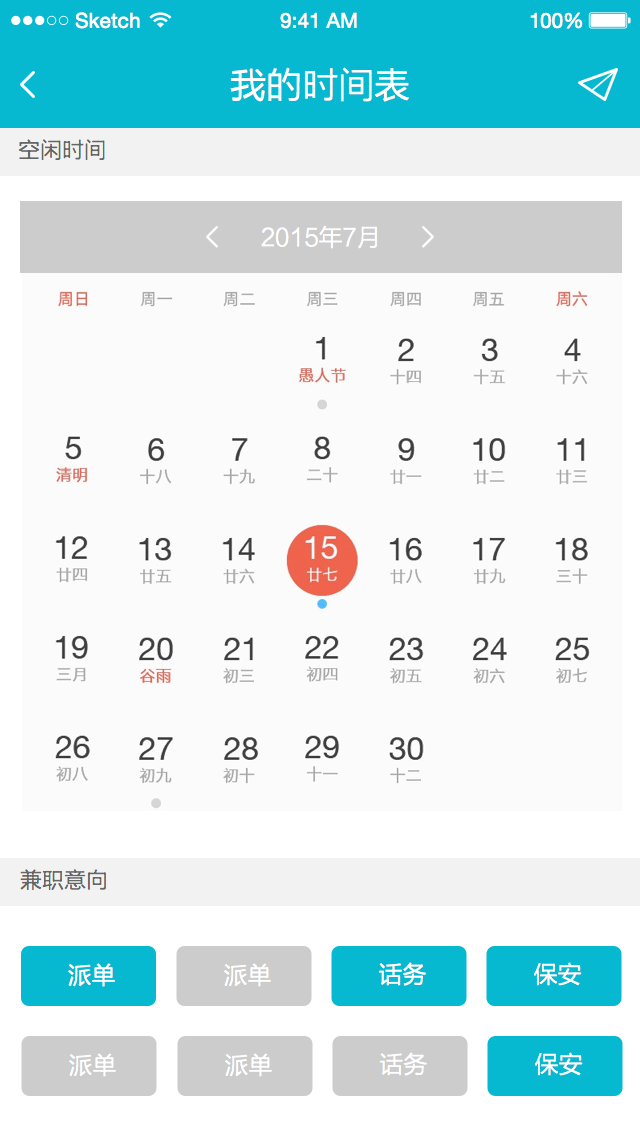 Sketch 9:41 AM 100%
我的时间表
空闲时间
2015年7月
周日 周一 周二 周三 周四 周五 周六
1 2 3 4
愚人节 十四 十五 十六
5 6 7 8 9 10 11
清明 十八 十九 二十 廿一 廿二 廿三
12 13 14 15 16 17 18
廿四 廿五 廿六 廿七 廿八 廿九 三十
19 20 21 22 23 24 25
三月 谷雨 初三 初四 初五 初六 初七
26 27 28 29 30
初八 初九 初十 十一 十二
兼职意向
派单 派单 话务 保安
派单 派单 话务 保安